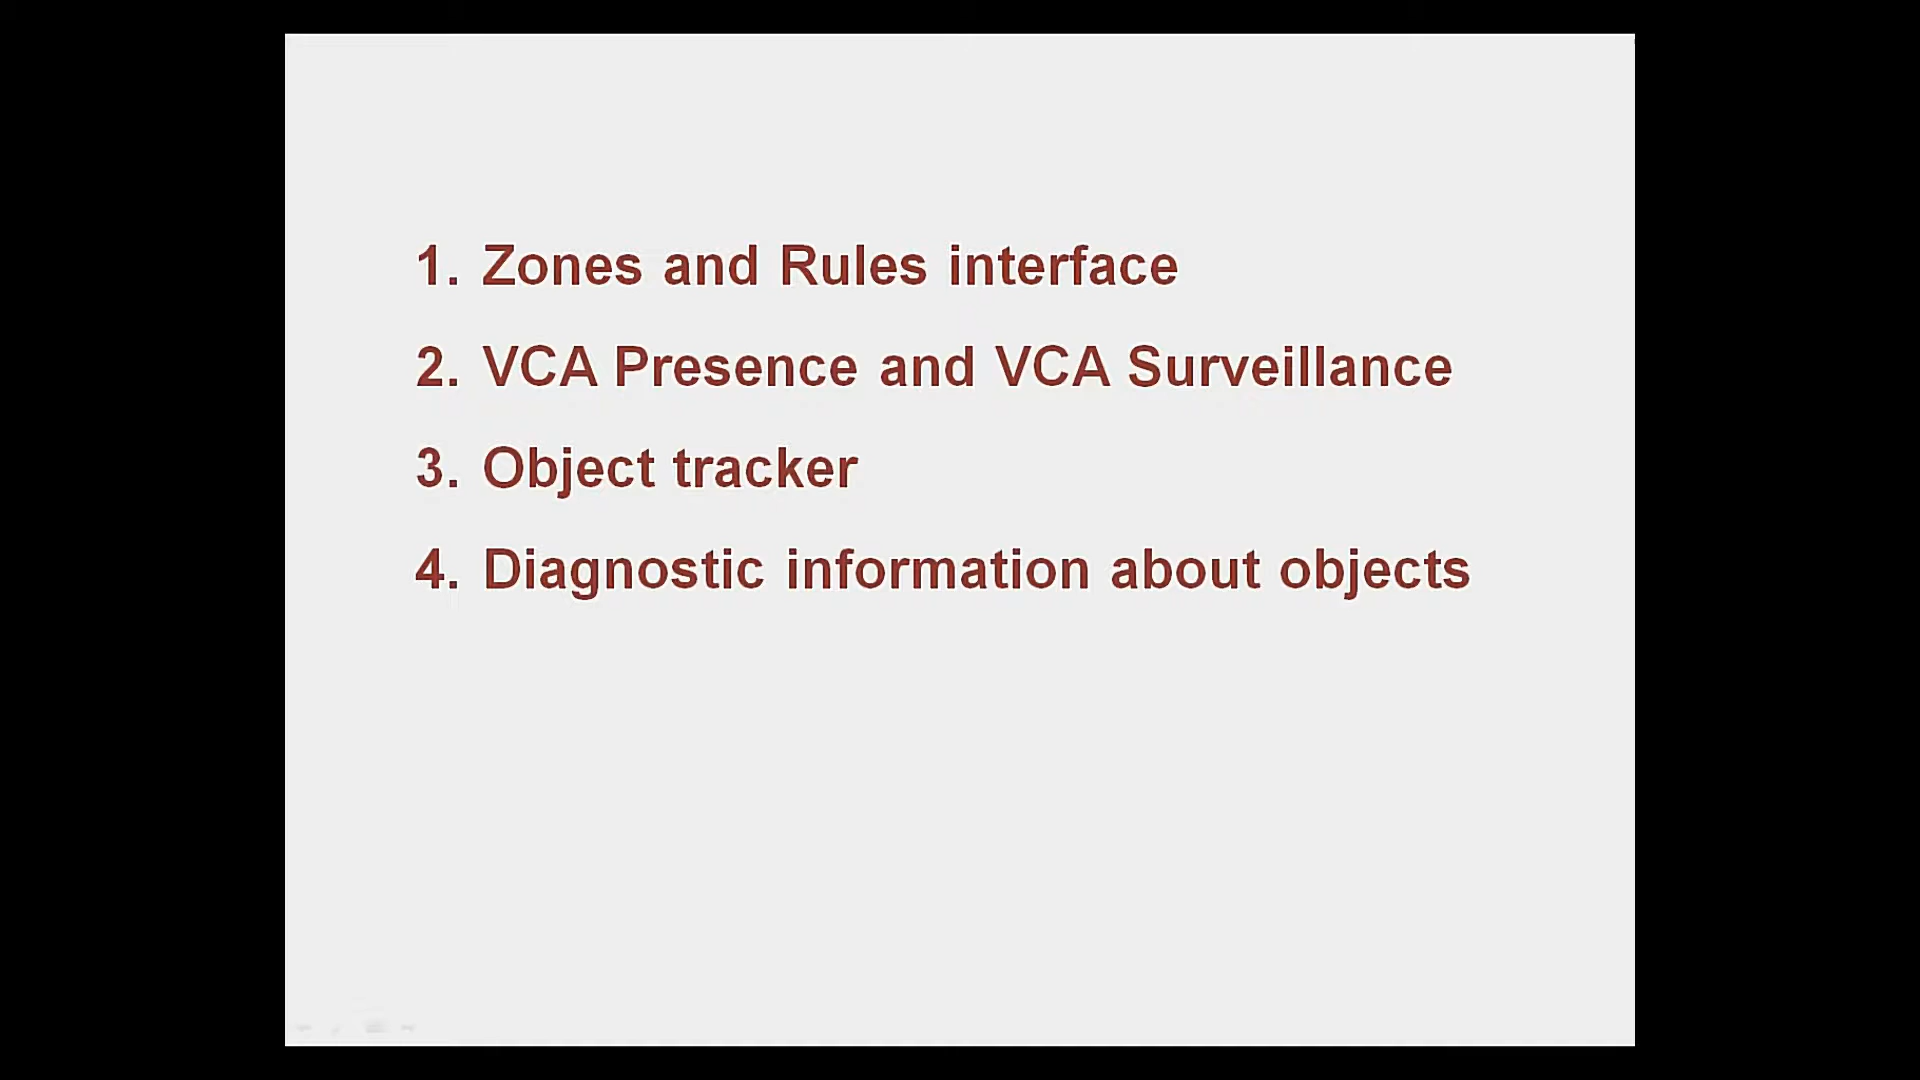 1. Zones and Rules interface
2. VCA Presence and VCA Surveillance
3. Object tracker
4. Diagnostic information about objects